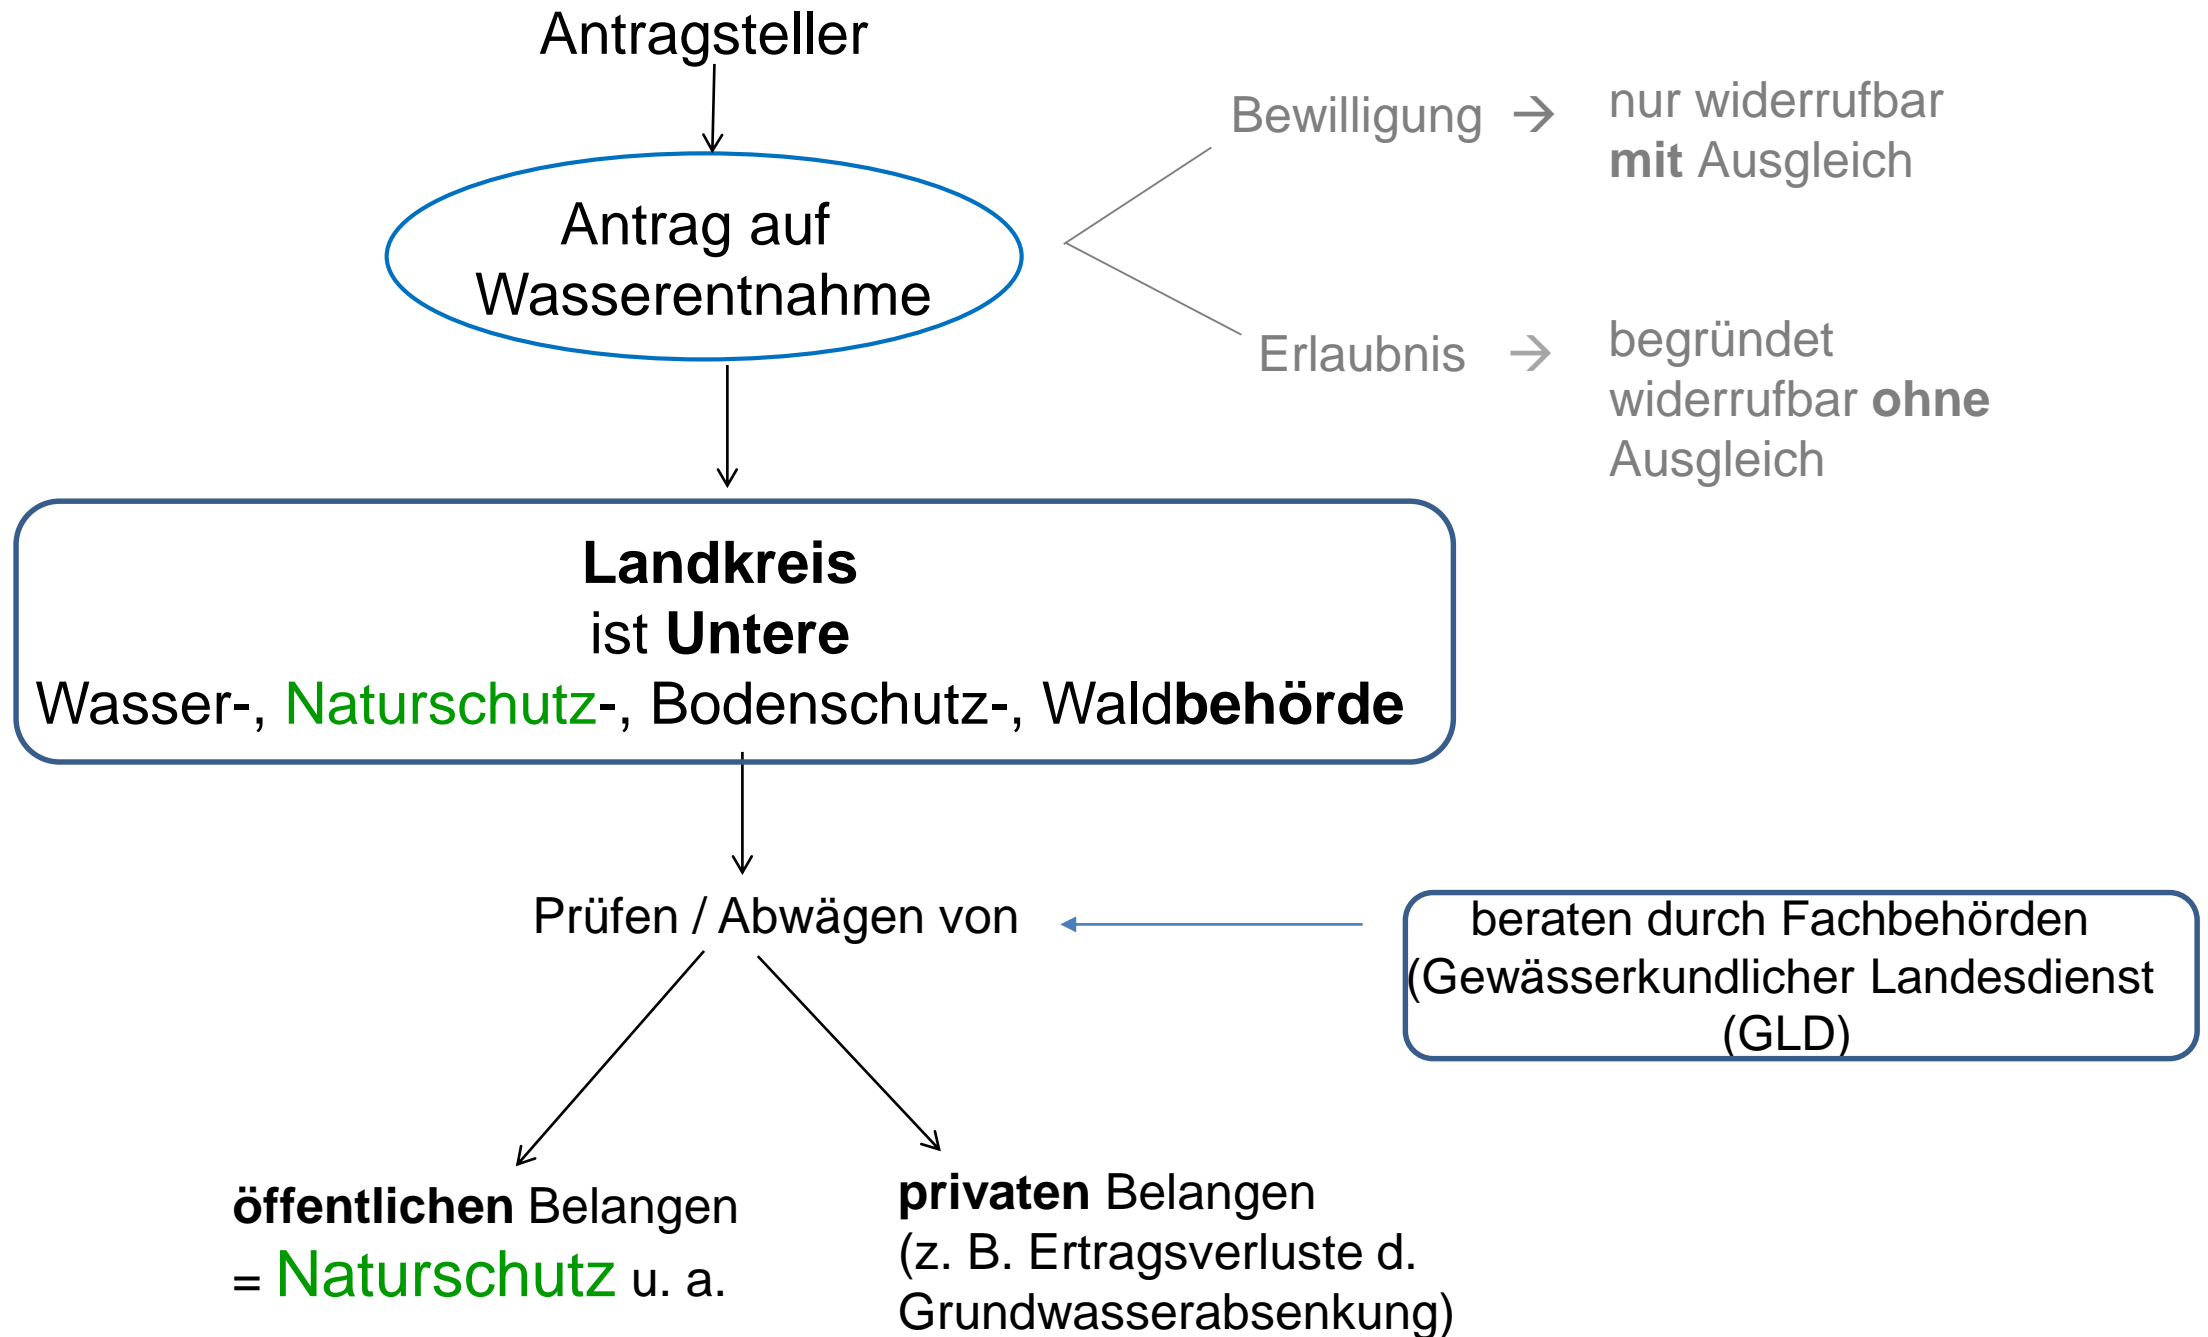 Antragsteller
Antrag auf
Wasserentnahme
Bewilligung →
nur widerrufbar
mit Ausgleich
Erlaubnis →
begründet
widerrufbar ohne
Ausgleich
Landkreis
ist Untere
Wasser-, Naturschutz-, Bodenschutz-, Waldbehörde
Prüfen / Abwägen von
beraten durch Fachbehörden
(Gewässerkundlicher Landesdienst
(GLD)
öffentlichen Belangen
= Naturschutz u. a.
privaten Belangen
(z. B. Ertragsverluste d.
Grundwasserabsenkung)